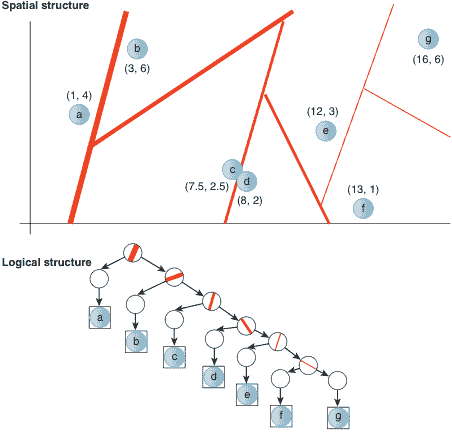 Spatial structure
b
(3, 6)
g
(16, 6)
(1, 4)
a
(12, 3)
e
c
d
(7.5, 2.5)
(8, 2)
(13, 1)
f
Logical structure
a
b
c
d
e
f
g